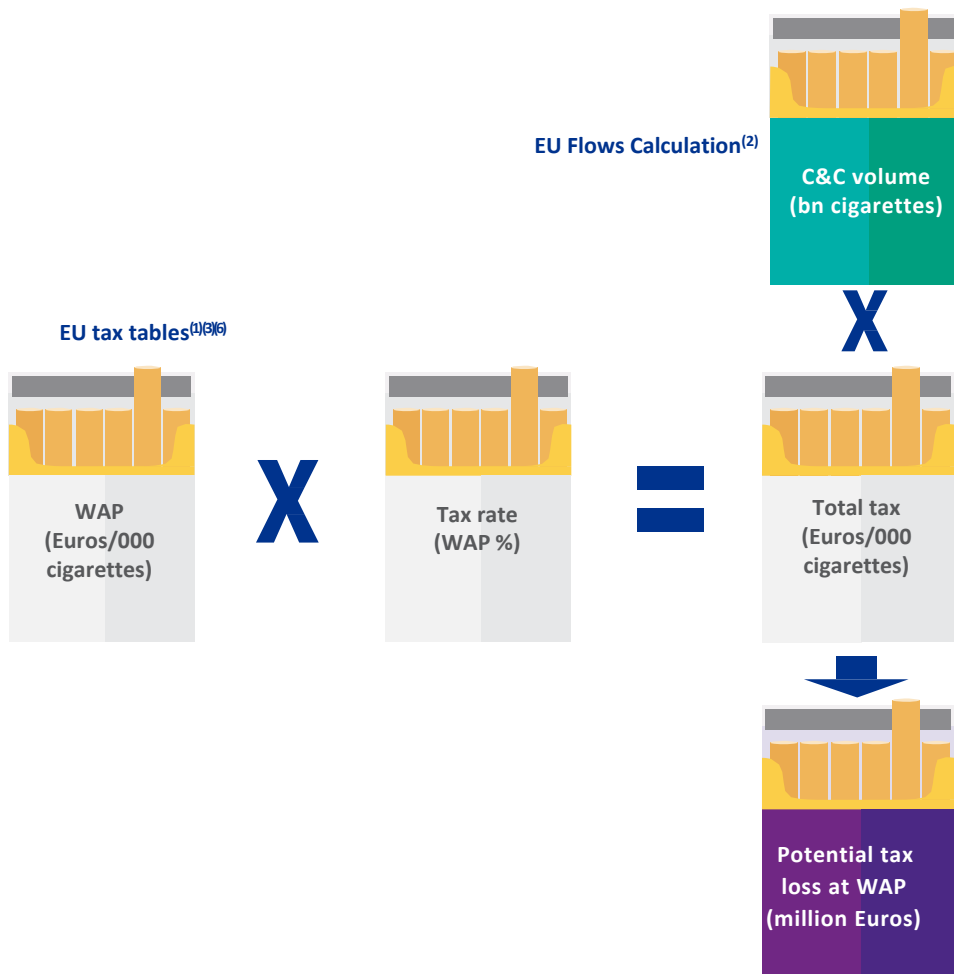 EU Flows Calculation(2)
C&C volume
(bn cigarettes)
X
EU tax tables(1)(3)(6)
WAP
(Euros/000
cigarettes)
X
Tax rate
(WAP %)
=
Total tax
(Euros/000
cigarettes)
Potential tax
loss at WAP
(million Euros)